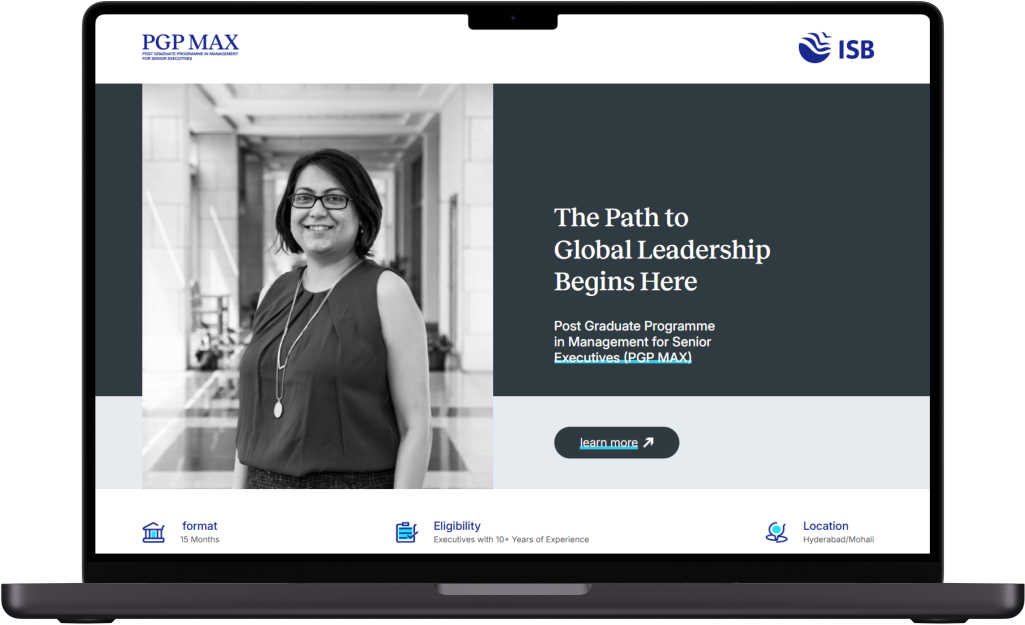 PGP MAX
POST GRADUATE PROGRAMME IN MANAGEMENT
FOR SENIOR EXECUTIVES
ISB
The Path to
Global Leadership
Begins Here
Post Graduate Programme
in Management for Senior
Executives (PGP MAX)
learn more
format
15 Months
Eligibility
Executives with 10+ Years of Experience
Location
Hyderabad/Mohali